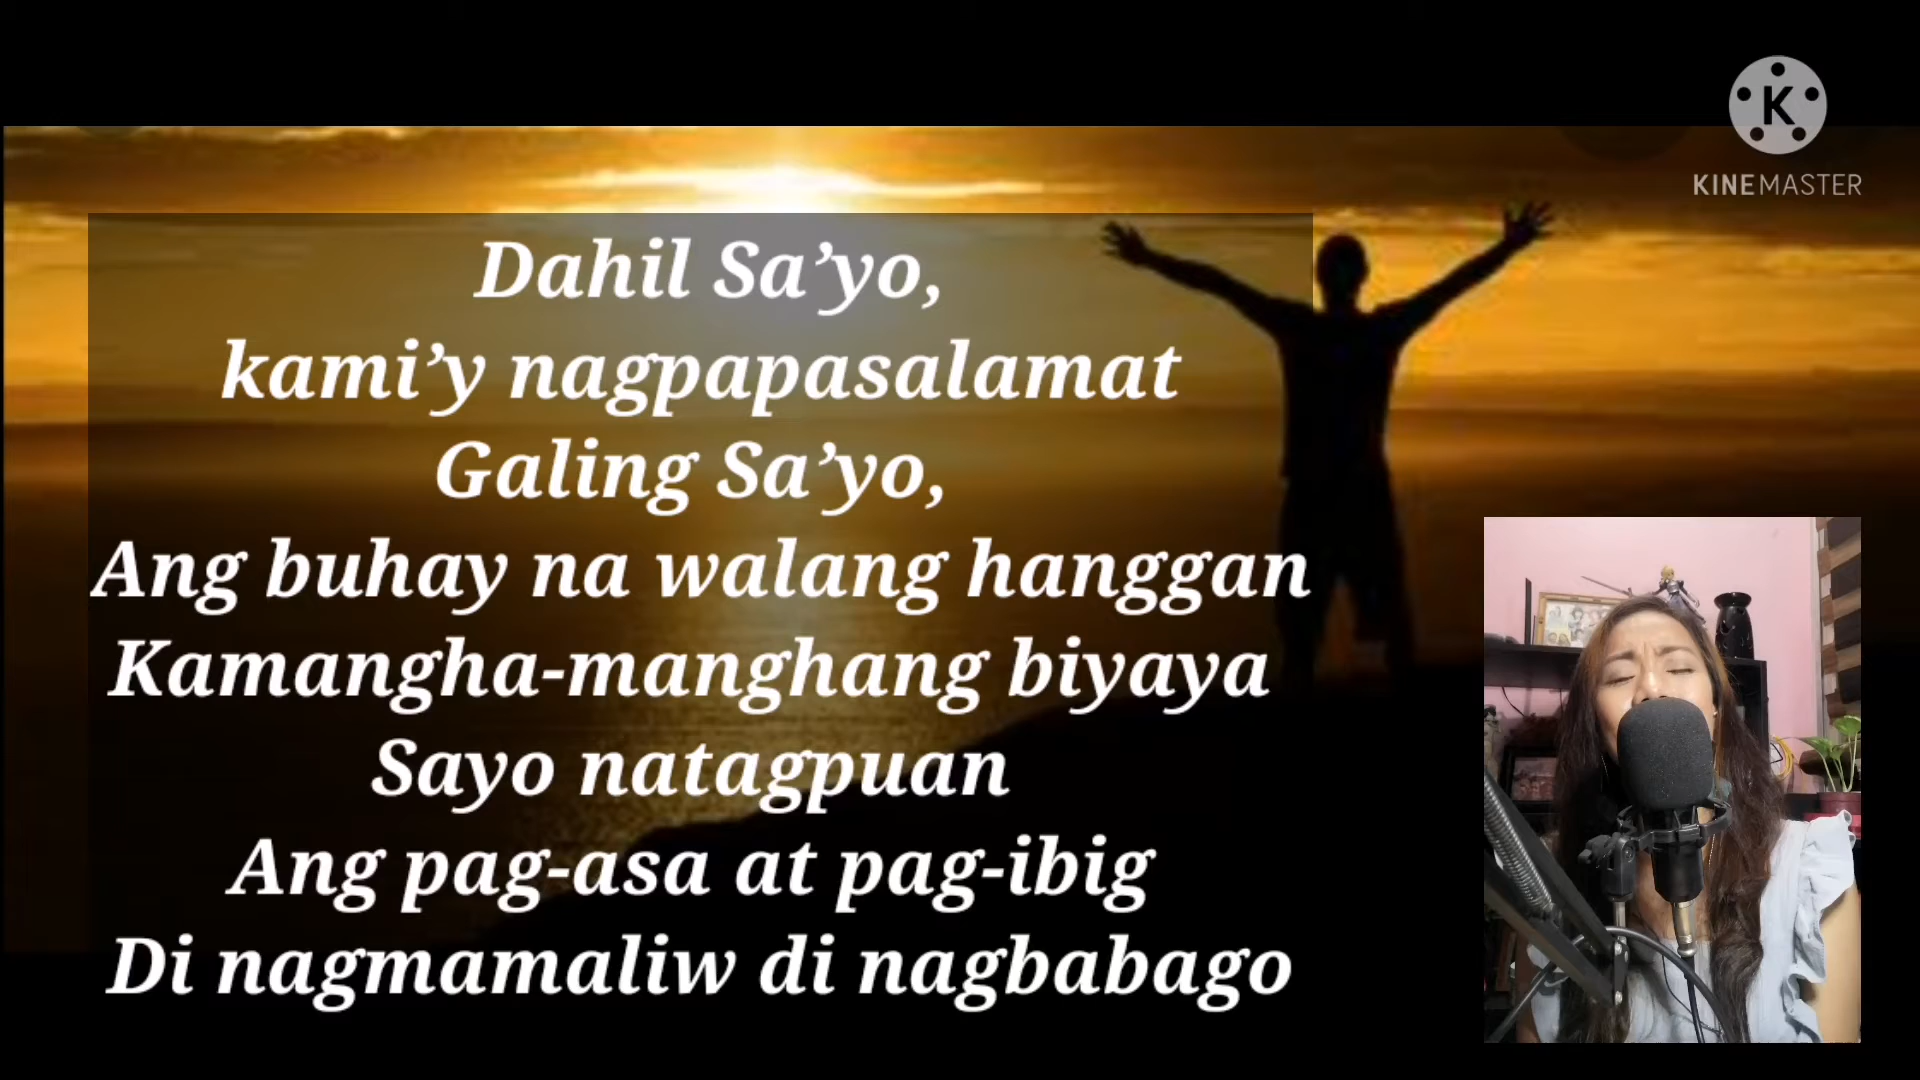 Dahil Sa’yo,
kami’y nagpapasalamat
Galing Sa’yo,
Ang buhay na walang hanggan
Kamangha-manghang biyaya
Sayo natagpuan
Ang pag-asa at pag-ibig
Di nagmamaliw di nagbabago
K
KINEMASTER